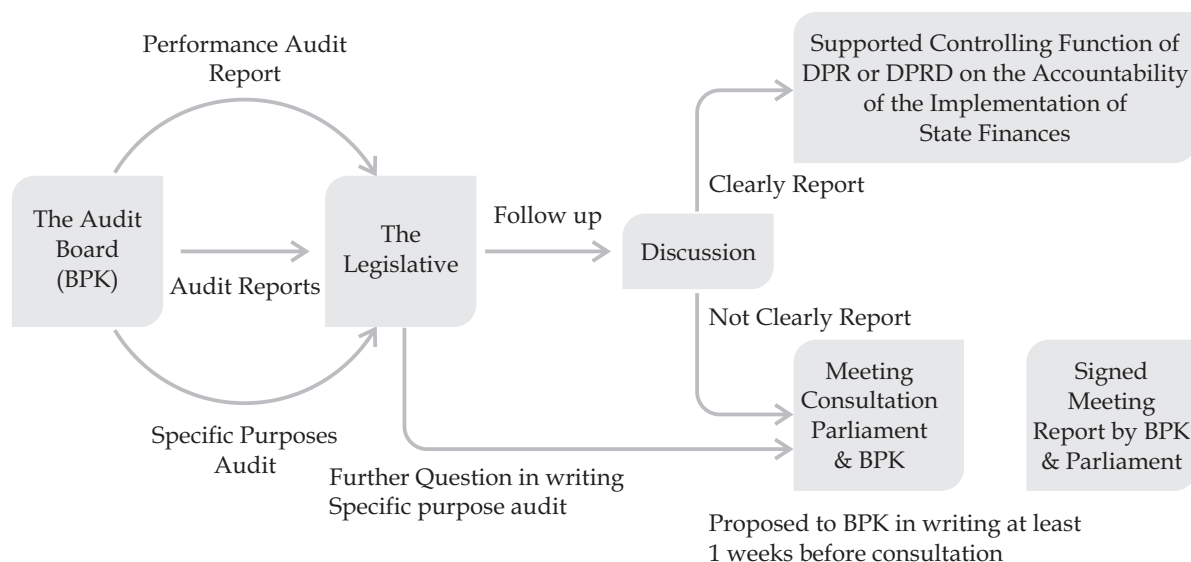 Performance Audit
Report
Supported Controlling Function of
DPR or DPRD on the Accountability
of the Implementation of
State Finances
Clearly Report
The Audit
Board
(BPK)
Audit Reports
The
Legislative
Follow up
Discussion
Not Clearly Report
Specific Purposes
Audit
Further Question in writing
Specific purpose audit
Meeting
Consultation
Parliament
& BPK
Signed
Meeting
Report by BPK
& Parliament
Proposed to BPK in writing at least
1 weeks before consultation